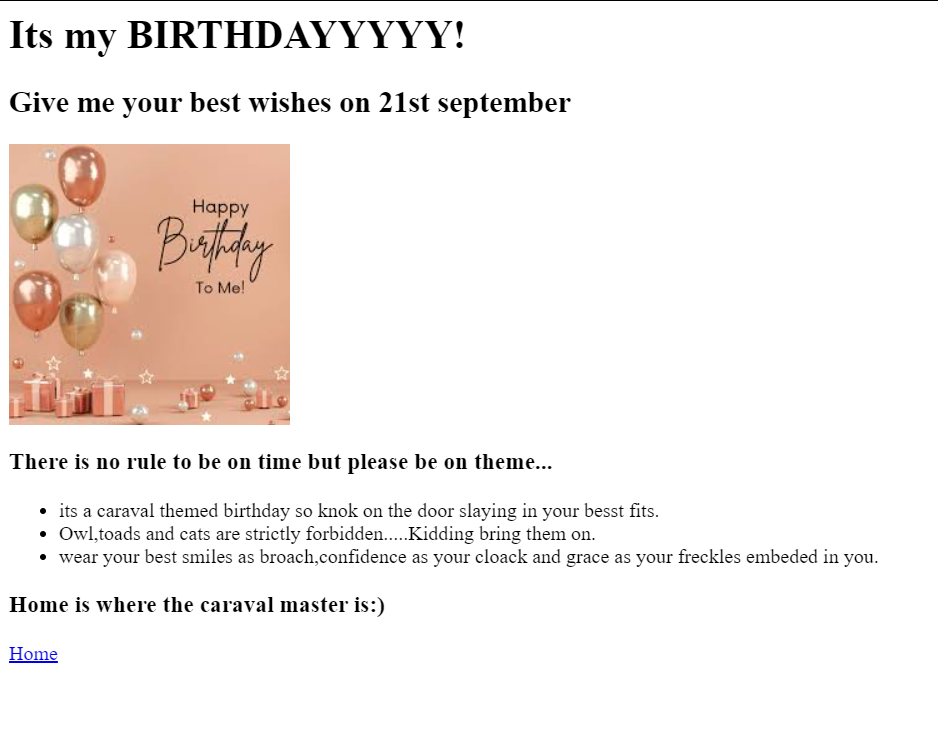 Its my BIRTHDAYYYYY!
Give me your best wishes on 21st september
Happy
Birthday
To Me!
There is no rule to be on time but please be on theme...
its a caraval themed birthday so knok on the door slaying in your besst fits.
Owl,toads and cats are strictly forbidden.....Kidding bring them on.
wear your best smiles as broach,confidence as your cloack and grace as your freckles embeded in you.
Home is where the caraval master is:)
Home